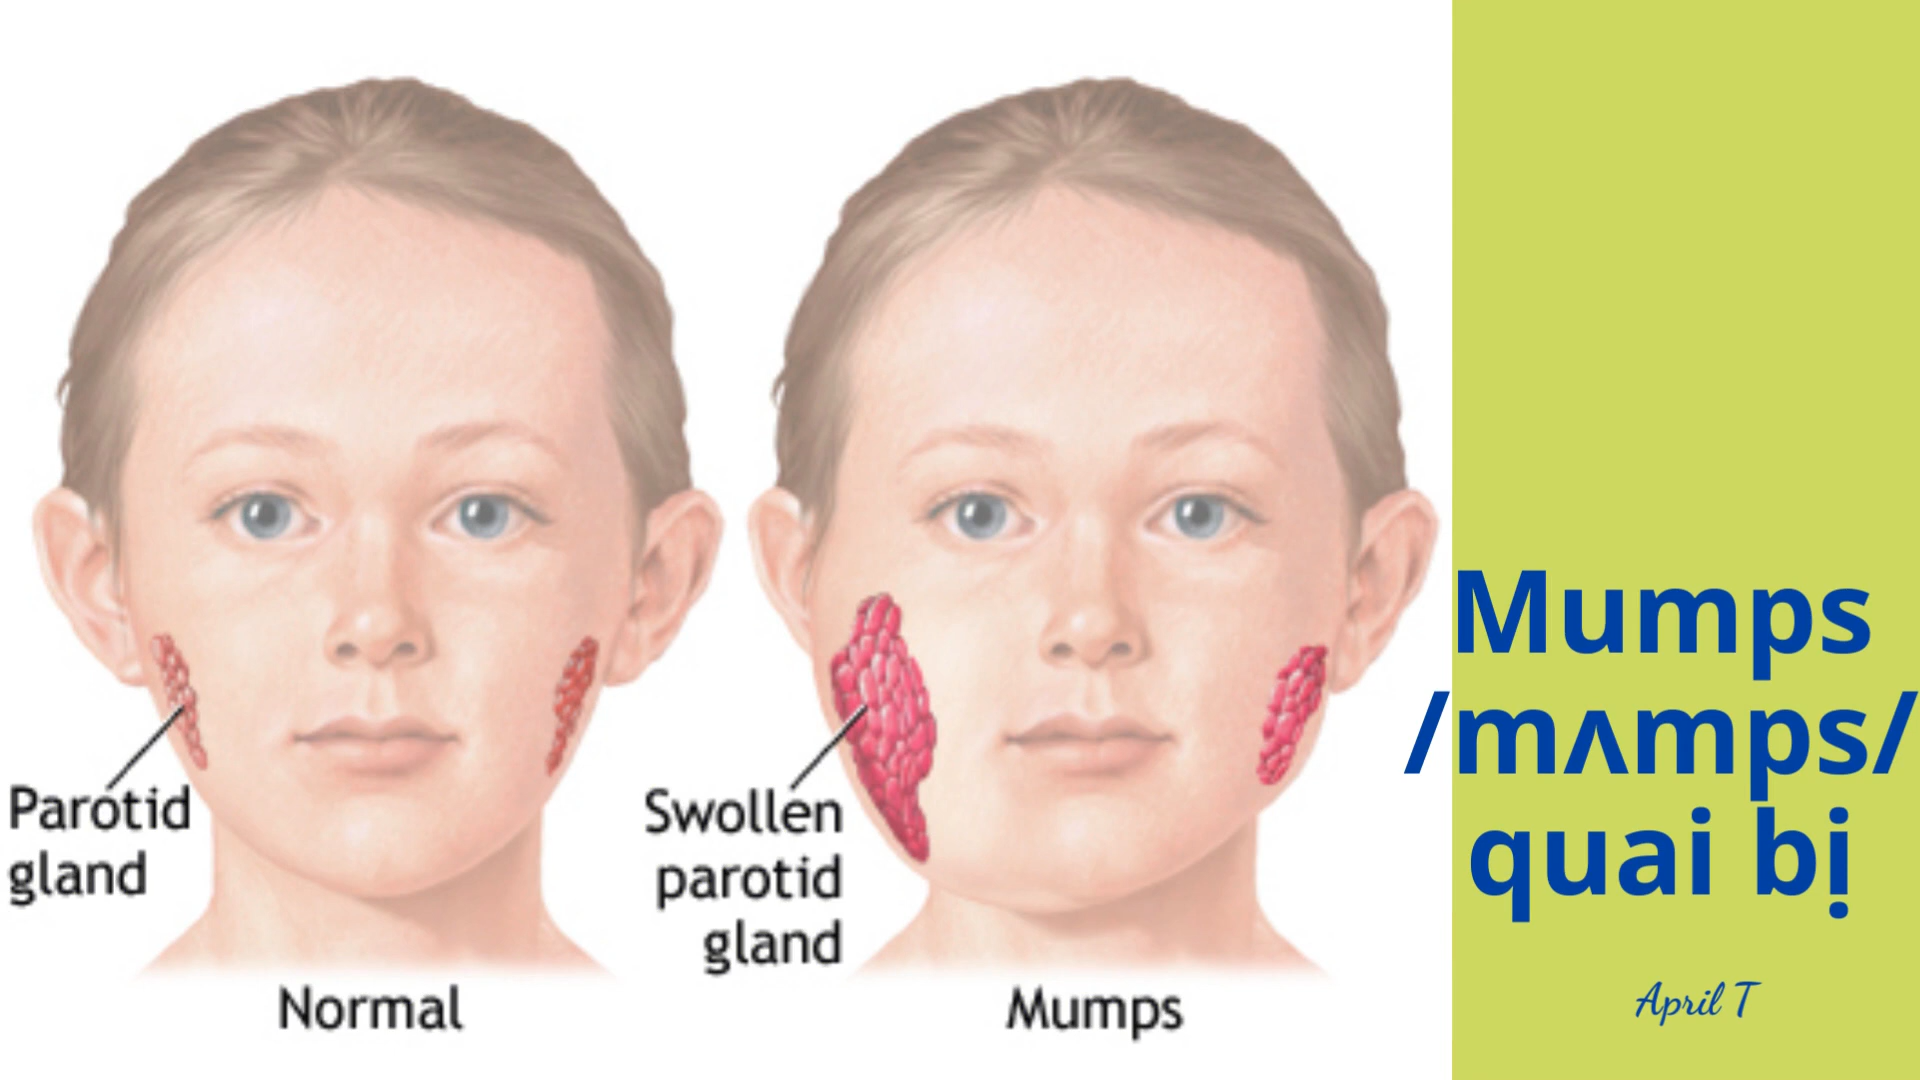 Parotid
gland
Normal
Swollen
parotid
gland
Mumps
Mumps
/mʌmps/
quai bị
April T